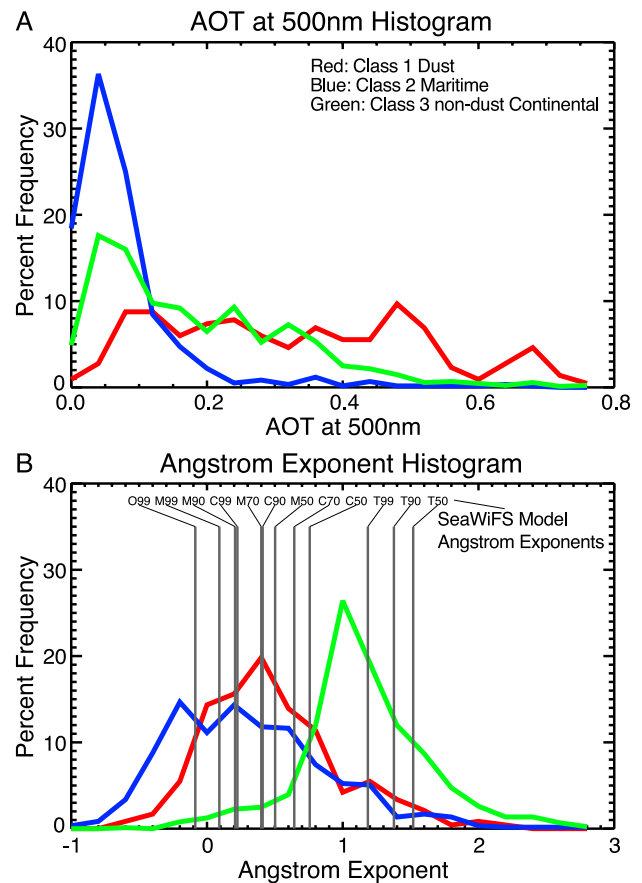 A
AOT at 500nm Histogram
Red: Class 1 Dust
Blue: Class 2 Maritime
Green: Class 3 non-dust Continental
Percent Frequency
40
30
20
10
0
0.0 0.2 0.4 0.6 0.8
AOT at 500nm
B
Angstrom Exponent Histogram
O99 M99 M90 C99 M70 C90 M50 C70 C50 T99 T90 T50
SeaWiFS Model
Angstrom Exponents
Percent Frequency
40
30
20
10
0
-1 0 1 2 3
Angstrom Exponent